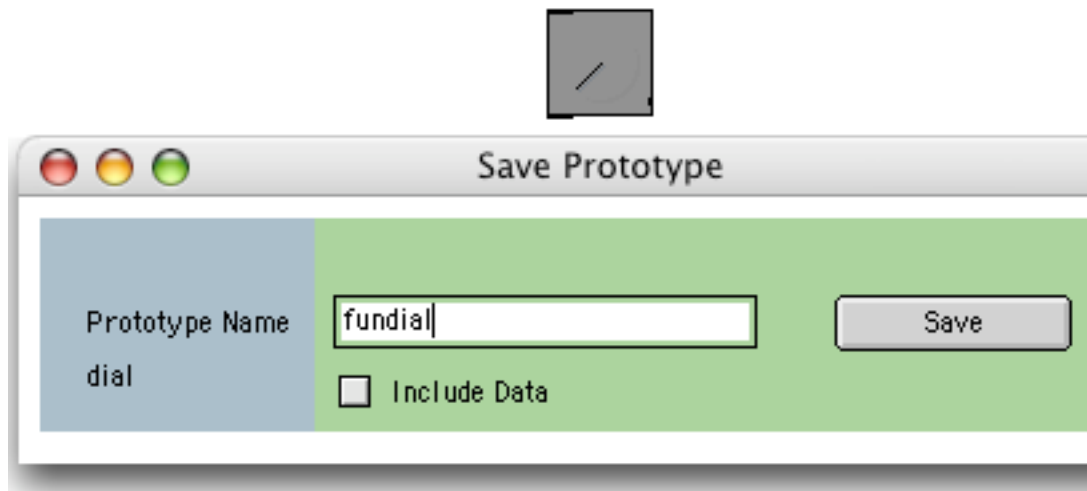 Save Prototype
Prototype Name
fundial
Save
dial
Include Data